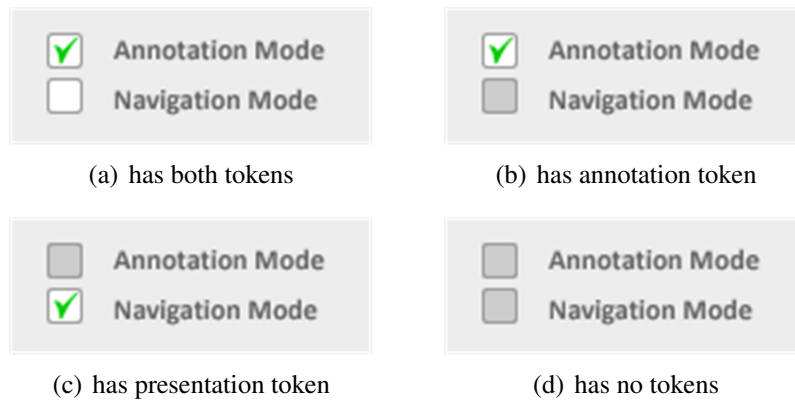 Annotation Mode
Navigation Mode
(a) has both tokens
Annotation Mode
Navigation Mode
(b) has annotation token
Annotation Mode
Navigation Mode
(c) has presentation token
Annotation Mode
Navigation Mode
(d) has no tokens